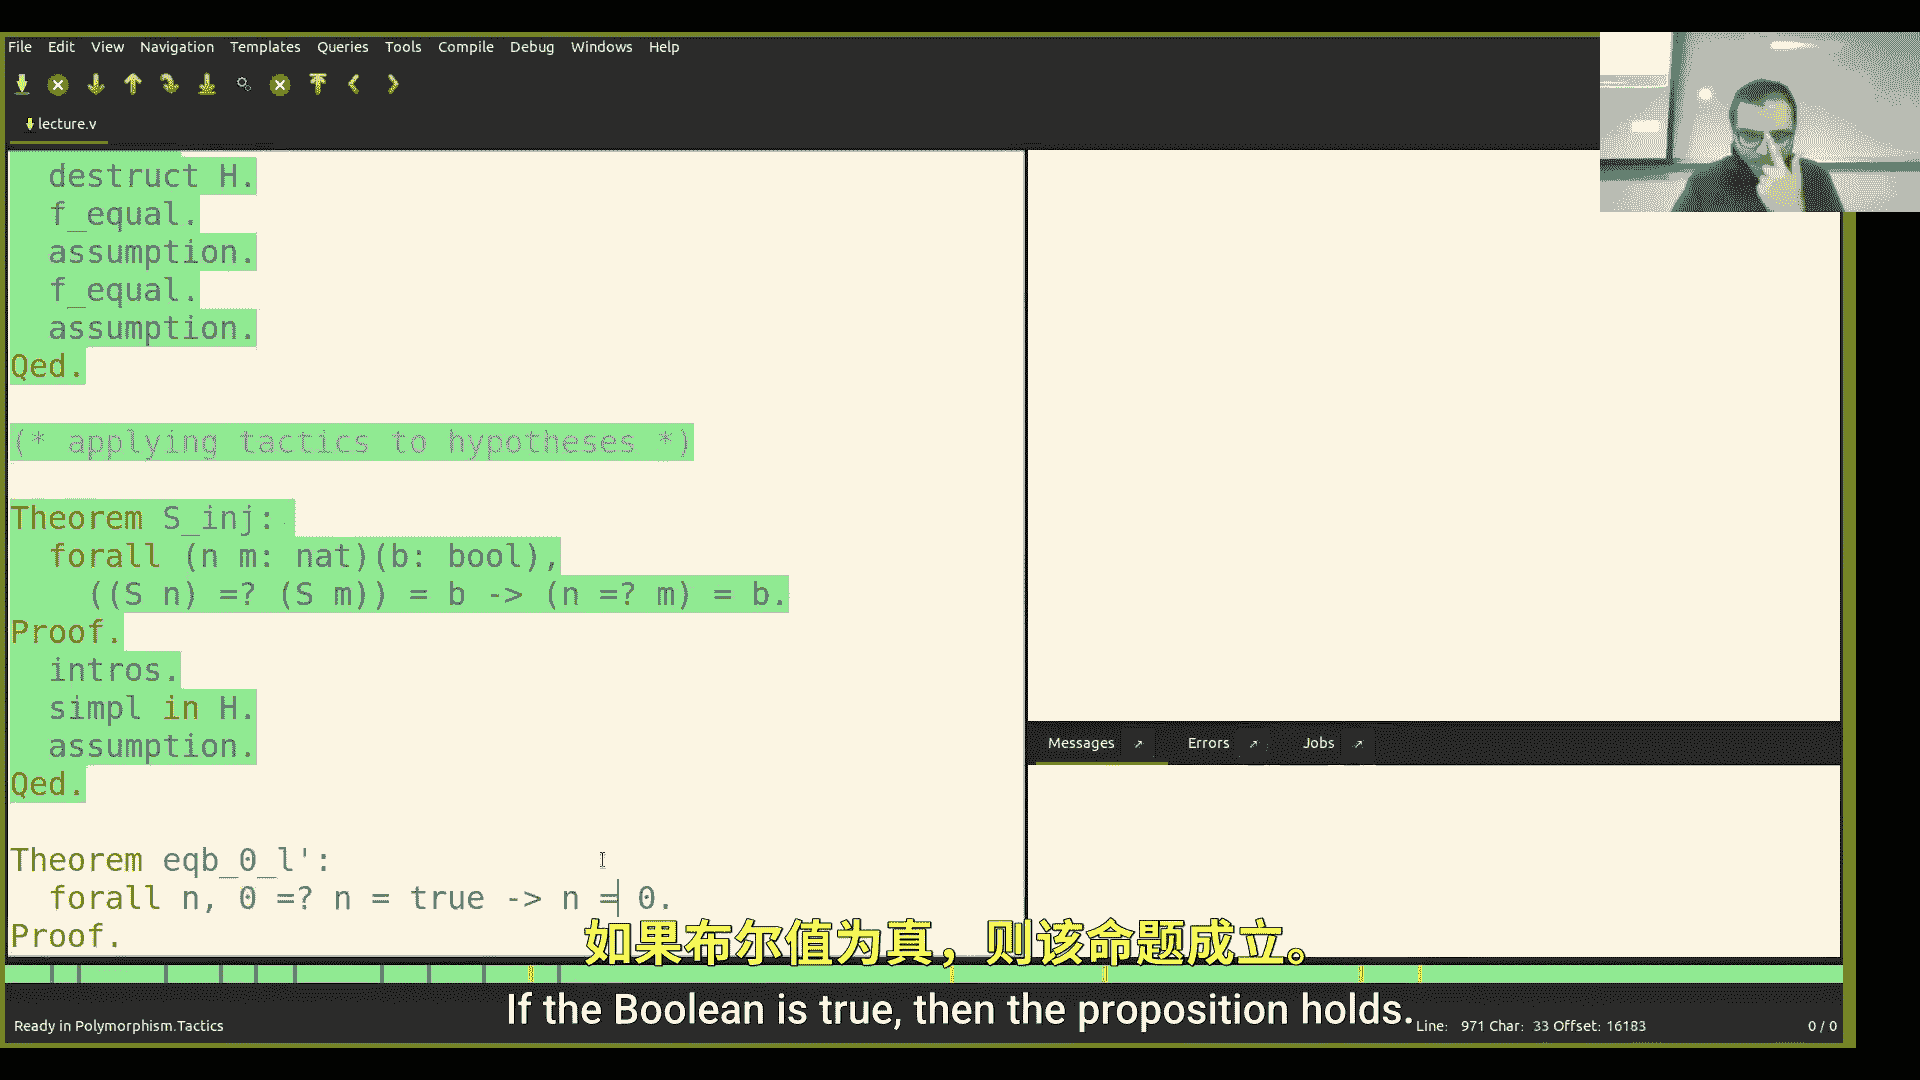 File Edit View Navigation Templates Queries Tools Compile Debug Windows Help
lecture.v
destruct H.
f_equal.
assumption.
f_equal.
assumption.
Qed.
(* applying tactics to hypotheses *)
Theorem S_inj:
forall (n m: nat)(b: bool),
((S n) =? (S m)) = b -> (n =? m) = b.
Proof.
intros.
simpl in H.
assumption.
Qed.
Theorem eqb_0_l':
forall n, 0 =? n = true -> n = 0.
Proof.
Messages Errors Jobs
如果布尔值为真，则该命题成立。
If the Boolean is true, then the proposition holds.
Ready in Polymorphism.Tactics
Line: 971 Char: 33 Offset: 16183
0 / 0